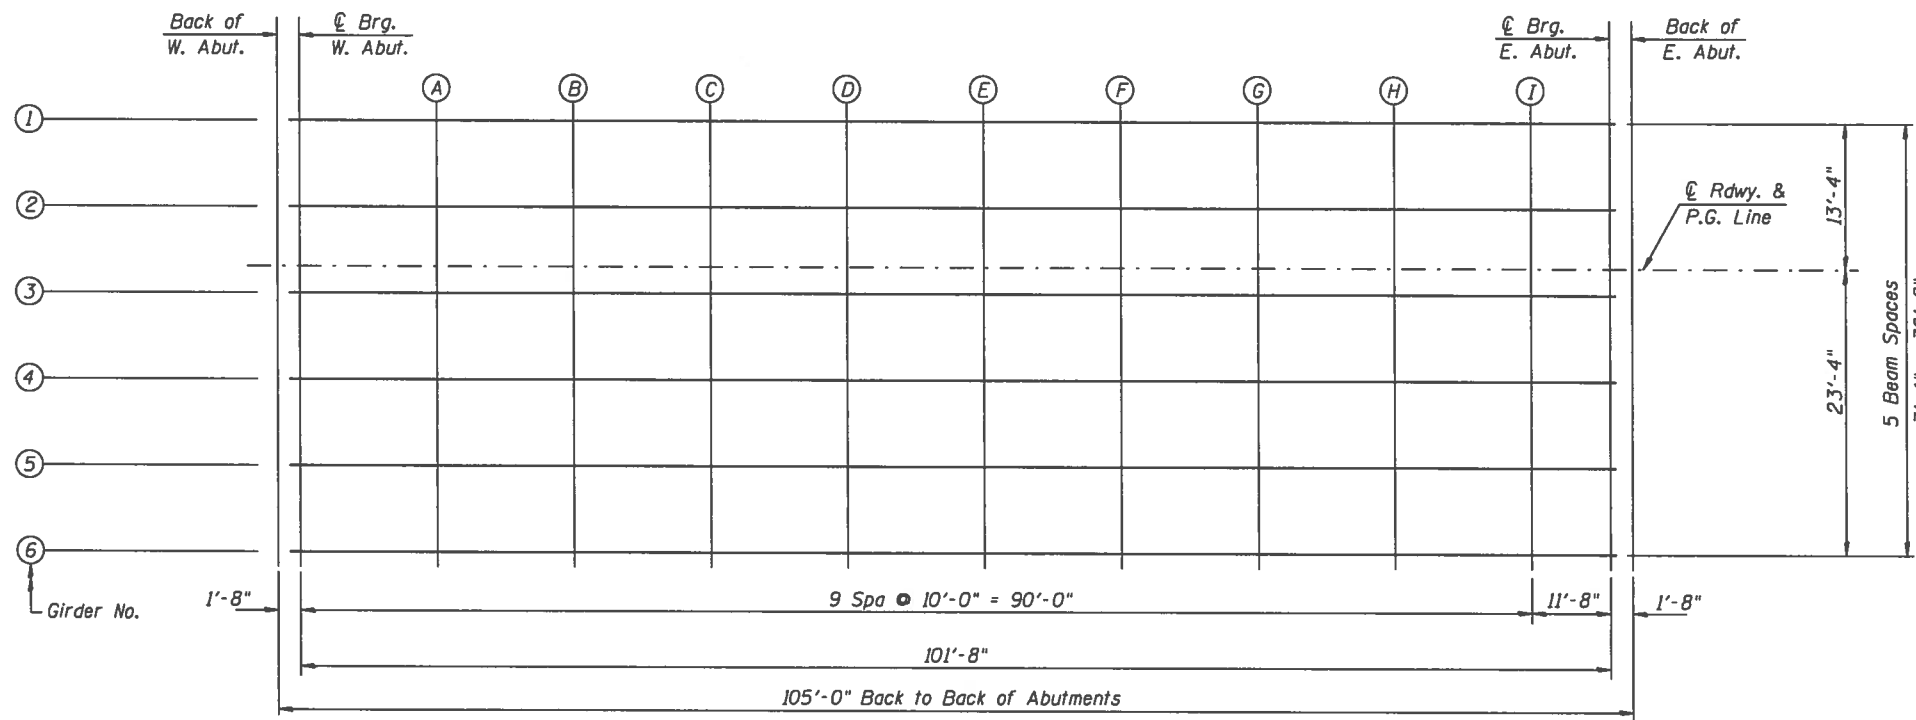 Back of
W. Abut.
℄ Brg.
W. Abut.
℄ Brg.
E. Abut.
Back of
E. Abut.
A
B
C
D
E
F
G
H
I
1
2
3
4
5
6
℄ Rdwy. &
P.G. Line
13'-4"
23'-4"
5 Beam Spaces
Girder No.
1'-8"
9 Spa @ 10'-0" = 90'-0"
11'-8"
1'-8"
101'-8"
105'-0" Back to Back of Abutments